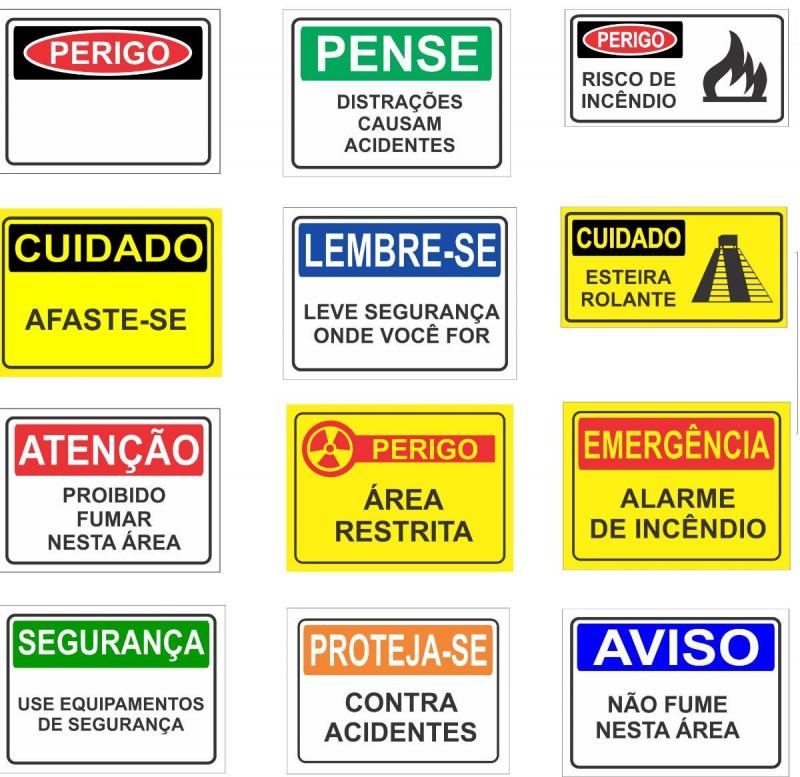 PERIGO
PENSE
DISTRAÇÕES
CAUSAM
ACIDENTES
PERIGO
RISCO DE
INCÊNDIO
CUIDADO
AFASTE-SE
LEMBRE-SE
LEVE SEGURANÇA
ONDE VOCÊ FOR
CUIDADO
ESTEIRA
ROLANTE
ATENÇÃO
PROIBIDO
FUMAR
NESTA ÁREA
PERIGO
ÁREA
RESTRITA
EMERGÊNCIA
ALARME
DE INCÊNDIO
SEGURANÇA
USE EQUIPAMENTOS
DE SEGURANÇA
PROTEJA-SE
CONTRA
ACIDENTES
AVISO
NÃO FUME
NESTA ÁREA